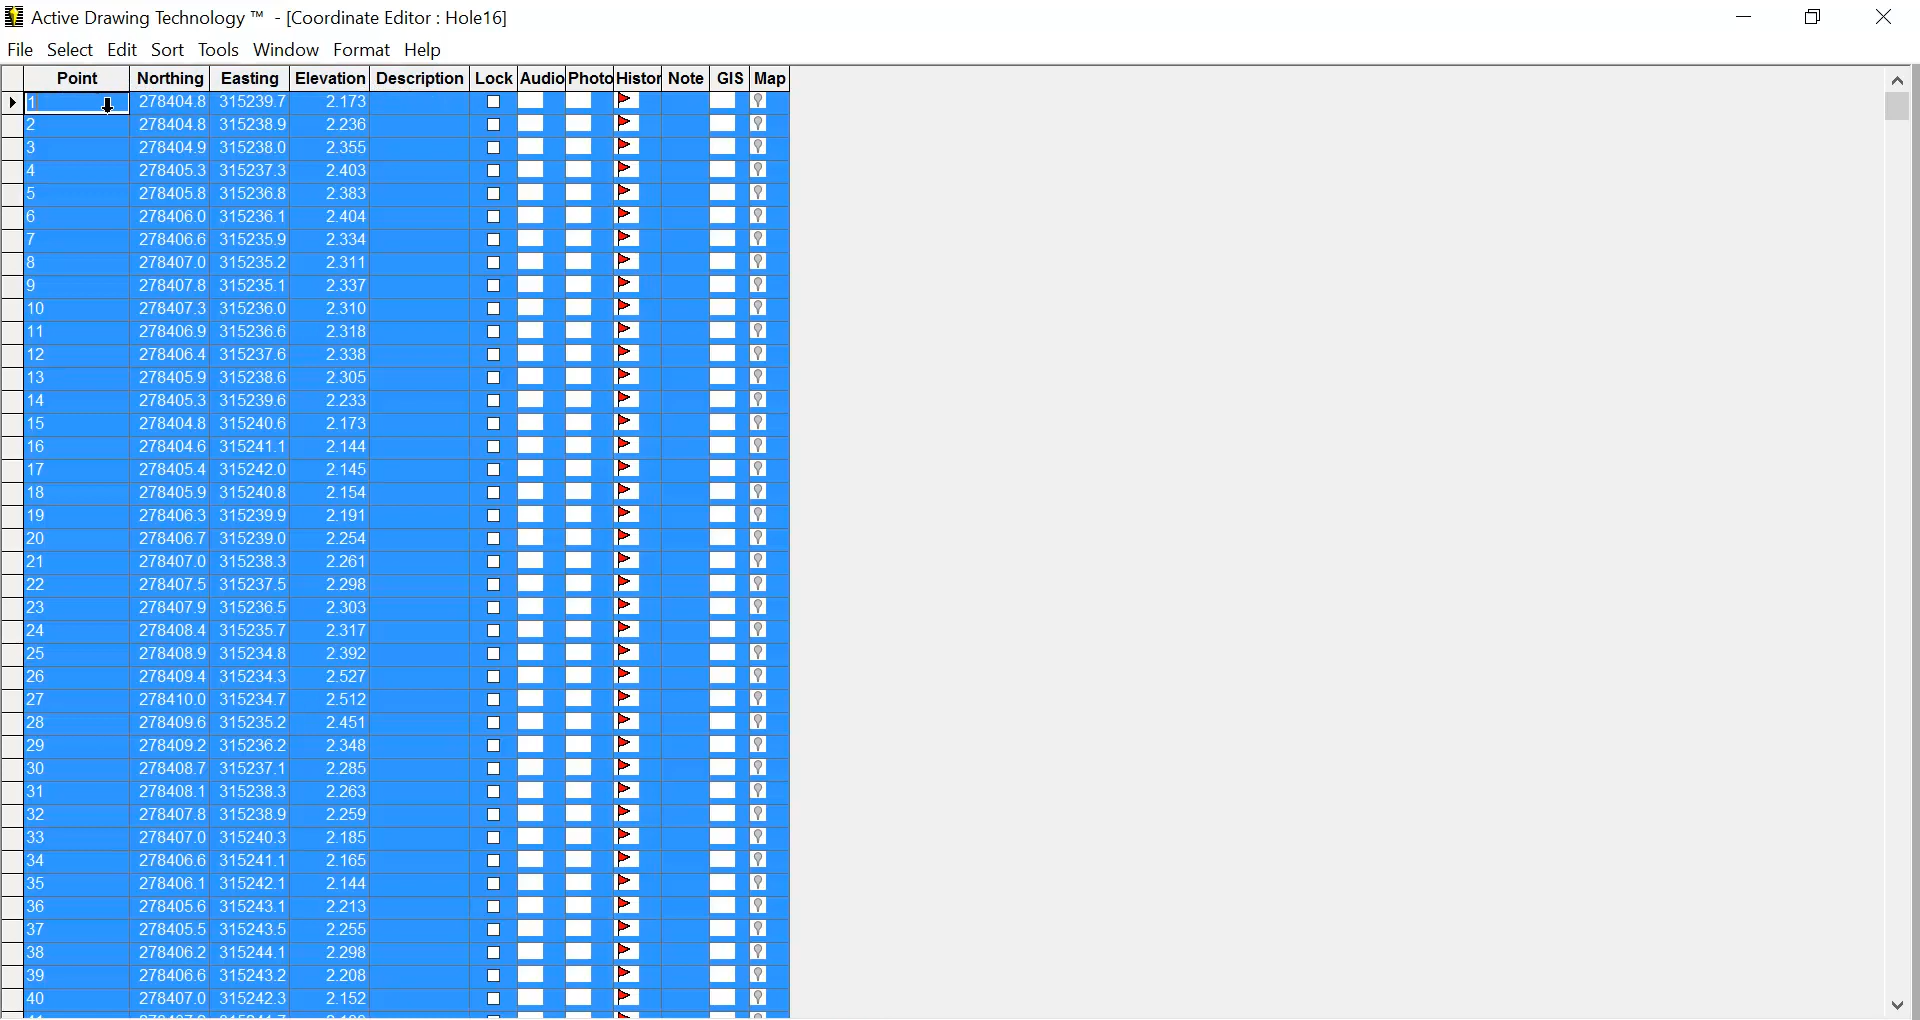 Active Drawing Technology ™ - [Coordinate Editor : Hole16]
File Select Edit Sort Tools Window Format Help
Point Northing Easting Elevation Description Lock Audio Photo Histor Note GIS Map
1 278404.8 315239.7 2.173
2 278404.8 315238.9 2.236
3 278404.9 315238.0 2.355
4 278405.3 315237.3 2.403
5 278405.8 315236.8 2.383
6 278406.0 315236.1 2.404
7 278406.6 315235.9 2.334
8 278407.0 315235.2 2.311
9 278407.8 315235.1 2.337
10 278407.3 315236.0 2.310
11 278406.9 315236.6 2.318
12 278406.4 315237.6 2.338
13 278405.9 315238.6 2.305
14 278405.3 315239.6 2.233
15 278404.8 315240.6 2.173
16 278404.6 315241.1 2.144
17 278405.4 315242.0 2.145
18 278405.9 315240.8 2.154
19 278406.3 315239.9 2.191
20 278406.7 315239.0 2.254
21 278407.0 315238.3 2.261
22 278407.5 315237.5 2.298
23 278407.9 315236.5 2.303
24 278408.4 315235.7 2.317
25 278408.9 315234.8 2.392
26 278409.4 315234.3 2.527
27 278410.0 315234.7 2.512
28 278409.6 315235.2 2.451
29 278409.2 315236.2 2.348
30 278408.7 315237.1 2.285
31 278408.1 315238.3 2.263
32 278407.8 315238.9 2.259
33 278407.0 315240.3 2.185
34 278406.6 315241.1 2.165
35 278406.1 315242.1 2.144
36 278405.6 315243.1 2.213
37 278405.5 315243.5 2.255
38 278406.2 315244.1 2.298
39 278406.6 315243.2 2.208
40 278407.0 315242.3 2.152